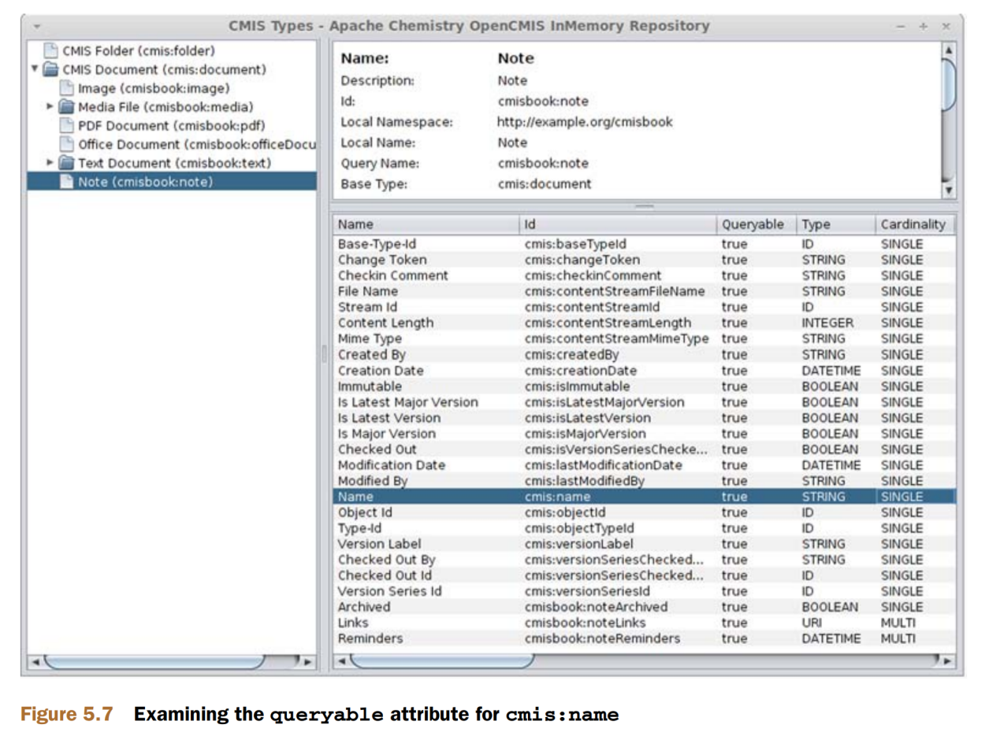 CMIS Types - Apache Chemistry OpenCMIS InMemory Repository
CMIS Folder (cmis:folder)
CMIS Document (cmis:document)
Image (cmisbook:image)
Media File (cmisbook:media)
PDF Document (cmisbook:pdf)
Office Document (cmisbook:officeDocu
Text Document (cmisbook:text)
Note (cmisbook:note)
Name: Note
Description: Note
Id: cmisbook:note
Local Namespace: http://example.org/cmisbook
Local Name: Note
Query Name: cmisbook:note
Base Type: cmis:document
Name Id Queryable Type Cardinality
Base-Type-Id cmis:baseTypeId true ID SINGLE
Change Token cmis:changeToken true STRING SINGLE
Checkin Comment cmis:checkinComment true STRING SINGLE
File Name cmis:contentStreamFileName true STRING SINGLE
Stream Id cmis:contentStreamId true ID SINGLE
Content Length cmis:contentStreamLength true INTEGER SINGLE
Mime Type cmis:contentStreamMimeType true STRING SINGLE
Created By cmis:createdBy true STRING SINGLE
Creation Date cmis:creationDate true DATETIME SINGLE
Immutable cmis:isImmutable true BOOLEAN SINGLE
Is Latest Major Version cmis:isLatestMajorVersion true BOOLEAN SINGLE
Is Latest Version cmis:isLatestVersion true BOOLEAN SINGLE
Is Major Version cmis:isMajorVersion true BOOLEAN SINGLE
Checked Out cmis:isVersionSeriesChecke... true BOOLEAN SINGLE
Modification Date cmis:lastModificationDate true DATETIME SINGLE
Modified By cmis:lastModifiedBy true STRING SINGLE
Name cmis:name true STRING SINGLE
Object Id cmis:objectId true ID SINGLE
Type-Id cmis:objectTypeId true ID SINGLE
Version Label cmis:versionLabel true STRING SINGLE
Checked Out By cmis:versionSeriesChecked... true STRING SINGLE
Checked Out Id cmis:versionSeriesChecked... true ID SINGLE
Version Series Id cmis:versionSeriesId true ID SINGLE
Archived cmisbook:noteArchived true BOOLEAN SINGLE
Links cmisbook:noteLinks true URI MULTI
Reminders cmisbook:noteReminders true DATETIME MULTI
Figure 5.7 Examining the queryable attribute for cmis:name